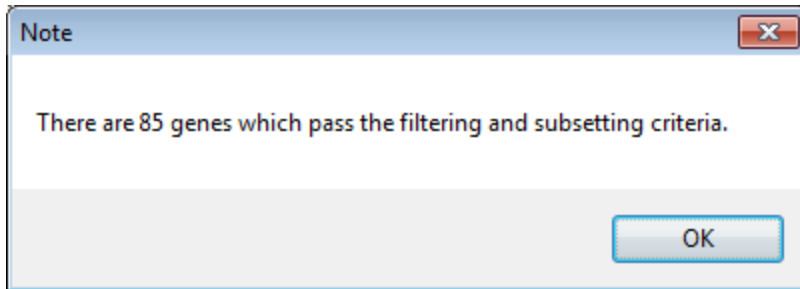 Note
There are 85 genes which pass the filtering and subsetting criteria.
OK